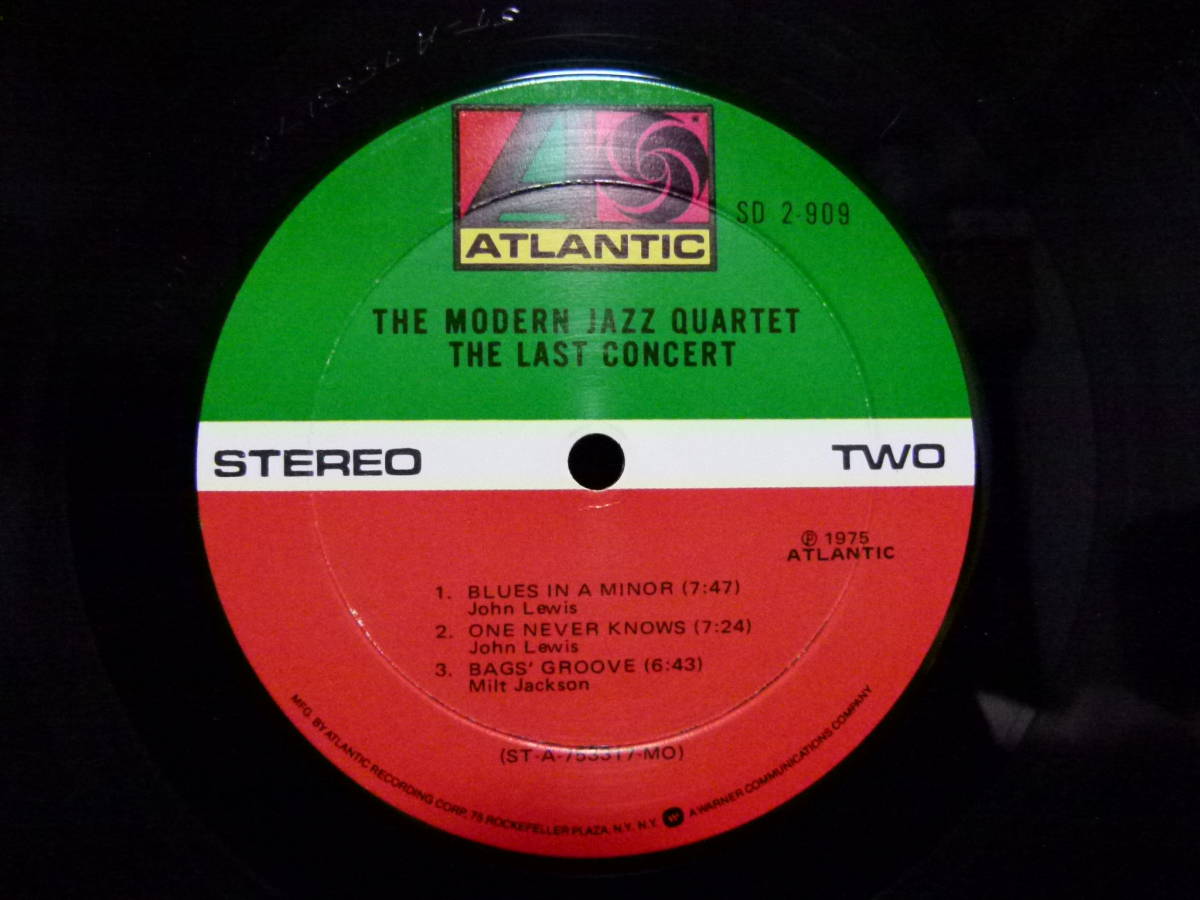 ATLANTIC
SD 2-909
THE MODERN JAZZ QUARTET
THE LAST CONCERT
STEREO
TWO
℗ 1975
ATLANTIC
1. BLUES IN A MINOR (7:47)
John Lewis
2. ONE NEVER KNOWS (7:24)
John Lewis
3. BAGS' GROOVE (6:43)
Milt Jackson
(ST-A-753317-MO)
MFG. BY ATLANTIC RECORDING CORP., 75 ROCKEFELLER PLAZA, N.Y. N.Y. W A WARNER COMMUNICATIONS COMPANY